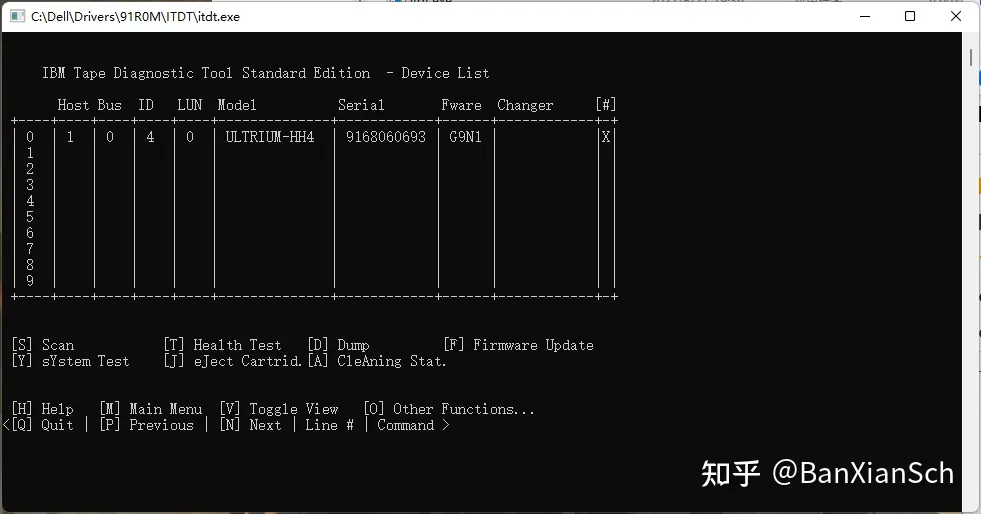 C:\Dell\Drivers\91R0M\ITDT\itdt.exe
IBM Tape Diagnostic Tool Standard Edition - Device List
Host Bus ID LUN Model Serial Fware Changer [#]
0 1 0 4 0 ULTRIUM-HH4 9168060693 G9N1 X
1
2
3
4
5
6
7
8
9
[S] Scan [T] Health Test [D] Dump [F] Firmware Update
[Y] sYstem Test [J] eJect Cartrid. [A] CleAning Stat.
[H] Help [M] Main Menu [V] Toggle View [O] Other Functions...
<[Q] Quit | [P] Previous | [N] Next | Line # | Command >
知乎 @BanXianSch